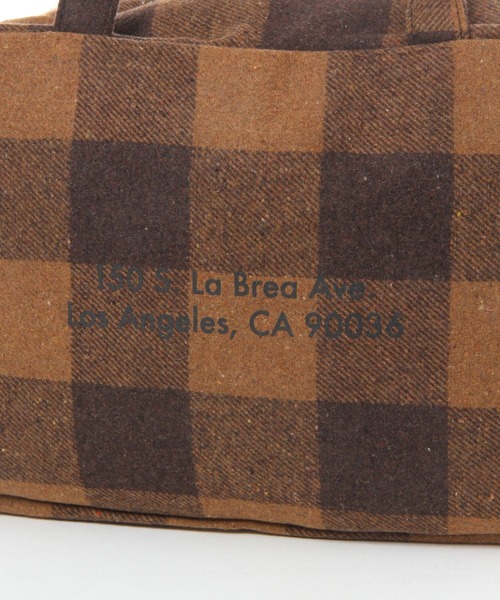 150 S. La Brea Ave.
Los Angeles, CA 90036